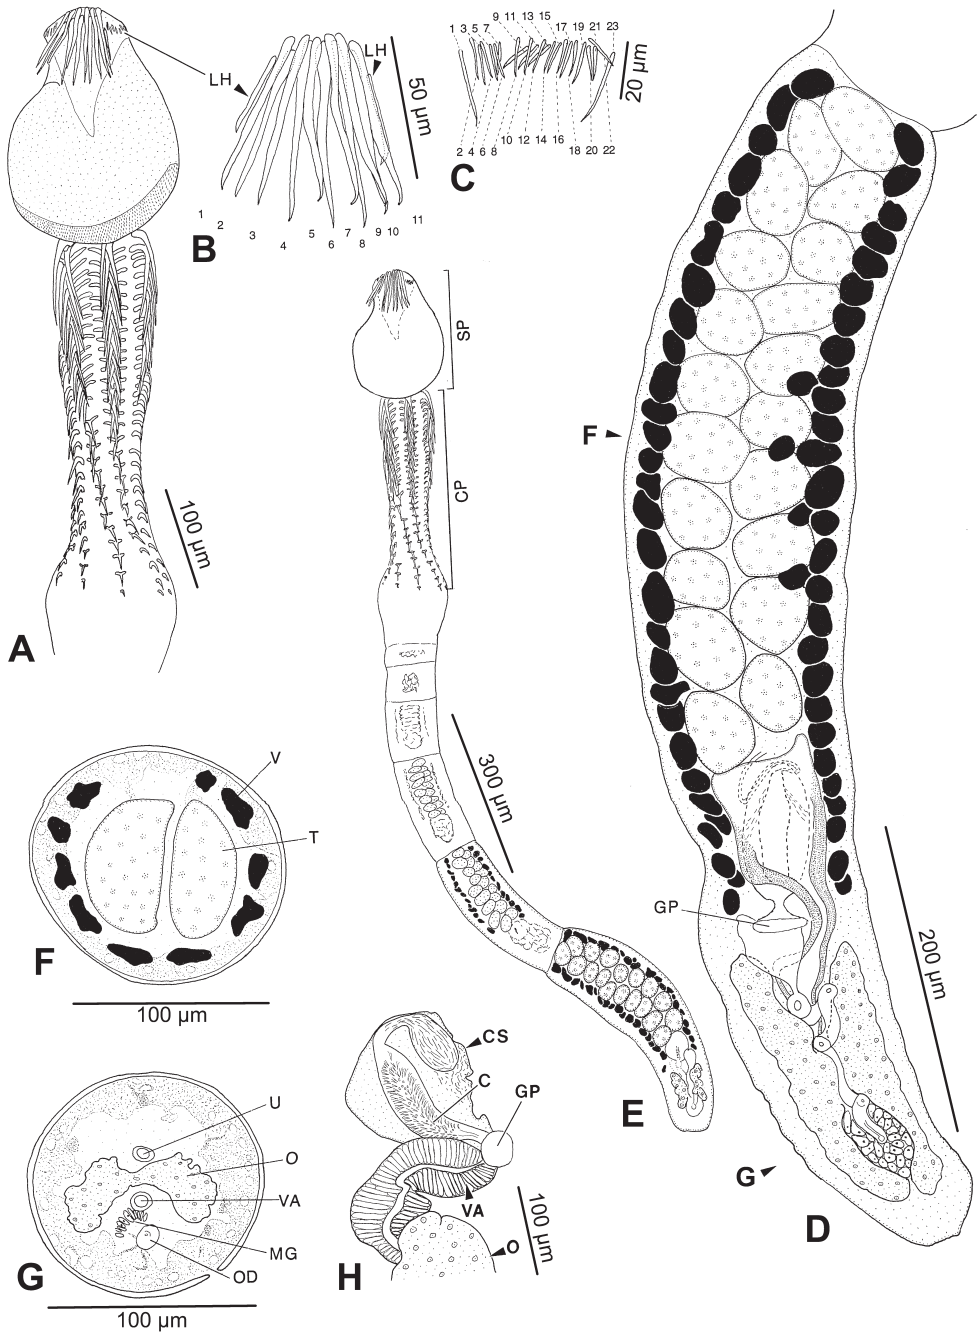 LH
A
100 µm
LH
50 µm
1 2 3 4 5 6 7 8 9 10 11
B
9 11 13 15
1 3 5 7 17 19 21 23
20 µm
C
10 12 14 16
2 4 6 8 18 20 22
SP
CP
300 µm
E
F
GP
200 µm
G
D
V
T
F
100 µm
U
O
VA
MG
OD
G
100 µm
CS
C
GP
VA
O
100 µm
H